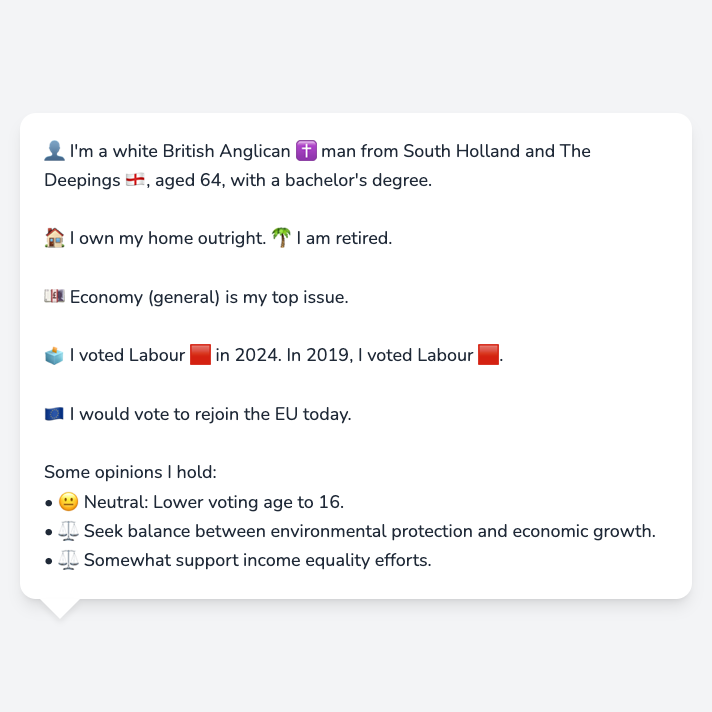 👤 I'm a white British Anglican ✝️ man from South Holland and The
Deepings 🏴󠁧󠁢󠁥󠁮󠁧󠁿, aged 64, with a bachelor's degree.
🏠 I own my home outright. 🌴 I am retired.
💷 Economy (general) is my top issue.
🗳️ I voted Labour 🟥 in 2024. In 2019, I voted Labour 🟥.
🇪🇺 I would vote to rejoin the EU today.
Some opinions I hold:
• 😐 Neutral: Lower voting age to 16.
• ⚖️ Seek balance between environmental protection and economic growth.
• ⚖️ Somewhat support income equality efforts.